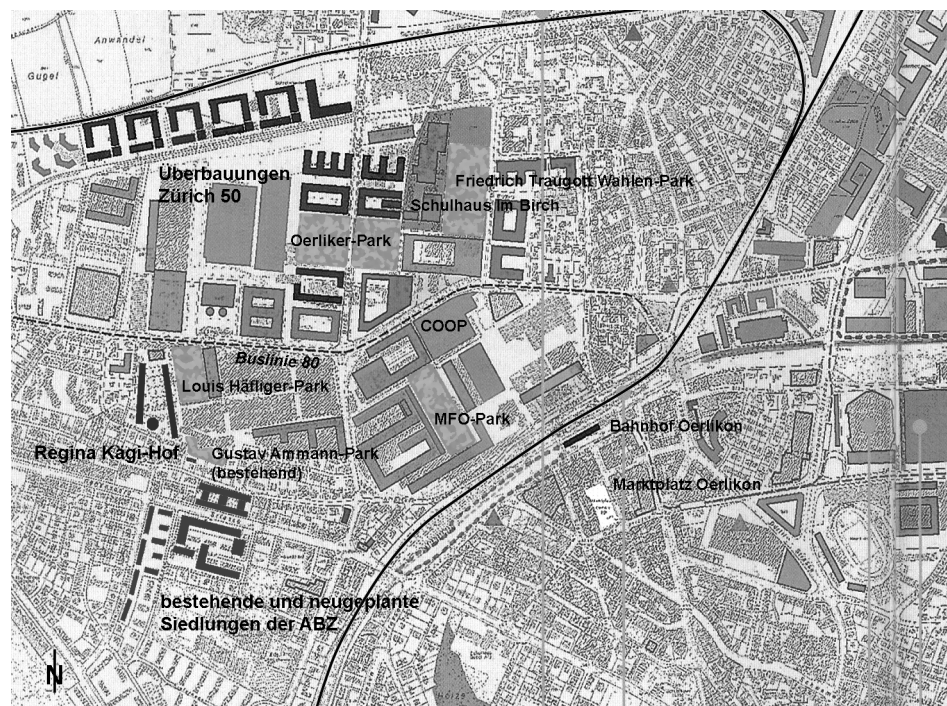 Anwandel
Gugel
Überbauungen
Zürich 50
Friedrich Traugott Wahlen-Park
Schulhaus im Birch
Oerliker-Park
COOP
Buslinie 80
Louis Häfliger-Park
MFO-Park
Bahnhof Oerlikon
Regina Kägi-Hof
Gustav Ammann-Park
(bestehend)
Marktplatz Oerlikon
bestehende und neugeplante
Siedlungen der ABZ
N